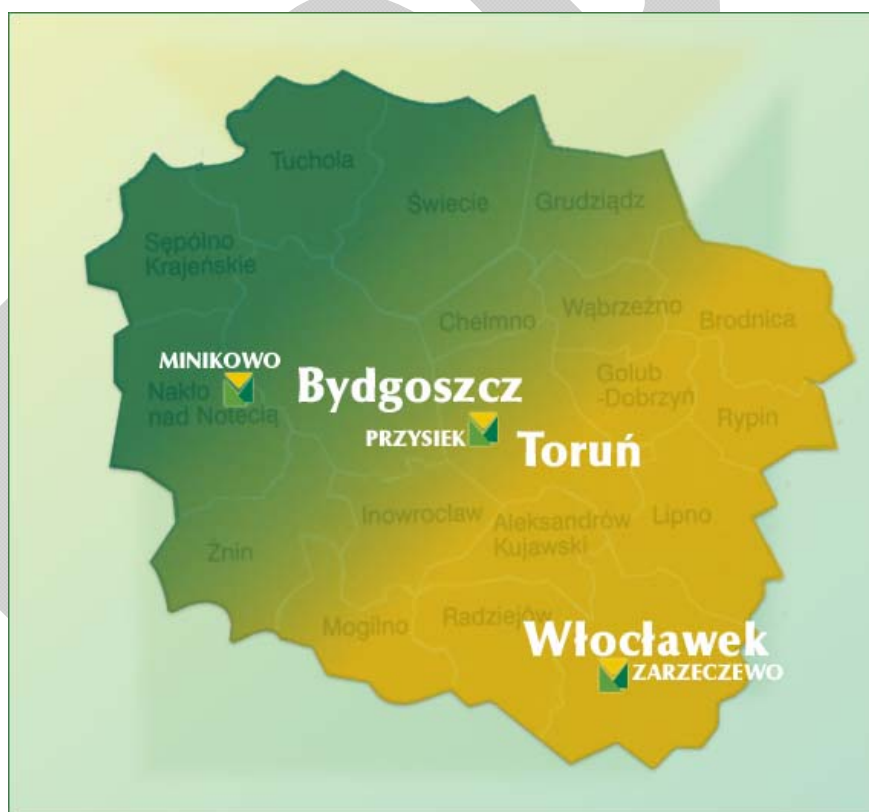 Tuchola
Świecie
Grudziądz
Sępólno
Krajeńskie
Chełmno
Wąbrzeźno
Brodnica
MINIKOWO
Nakło
nad Notecią
Bydgoszcz
Golub
-Dobrzyń
Rypin
PRZYSIEK
Toruń
Inowrocław
Aleksandrów
Kujawski
Lipno
Żnin
Mogilno
Radziejów
Włocławek
ZARZECZEWO